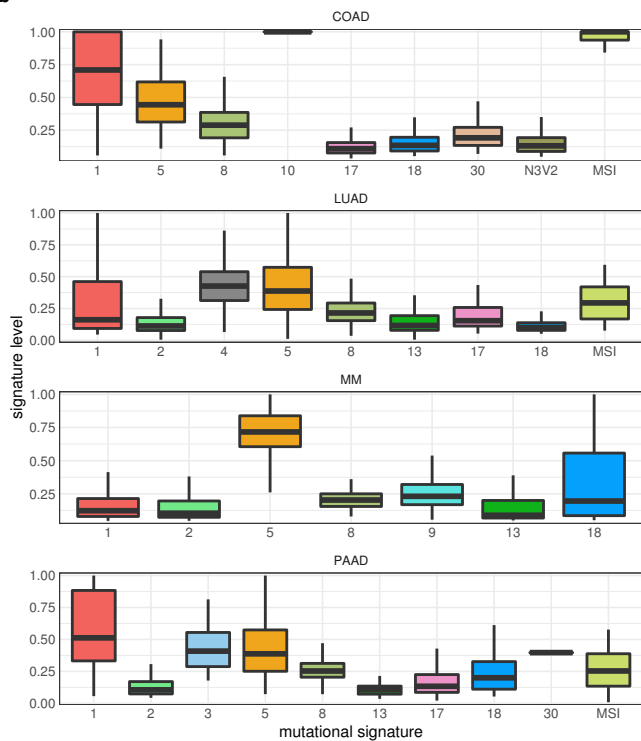 COAD
1.00
0.75
0.50
0.25
1 5 8 10 17 18 30 N3V2 MSI
LUAD
1.00
0.75
0.50
0.25
0.00
1 2 4 5 8 13 17 18 MSI
signature level
MM
1.00
0.75
0.50
0.25
1 2 5 8 9 13 18
PAAD
1.00
0.75
0.50
0.25
0.00
1 2 3 5 8 13 17 18 30 MSI
mutational signature